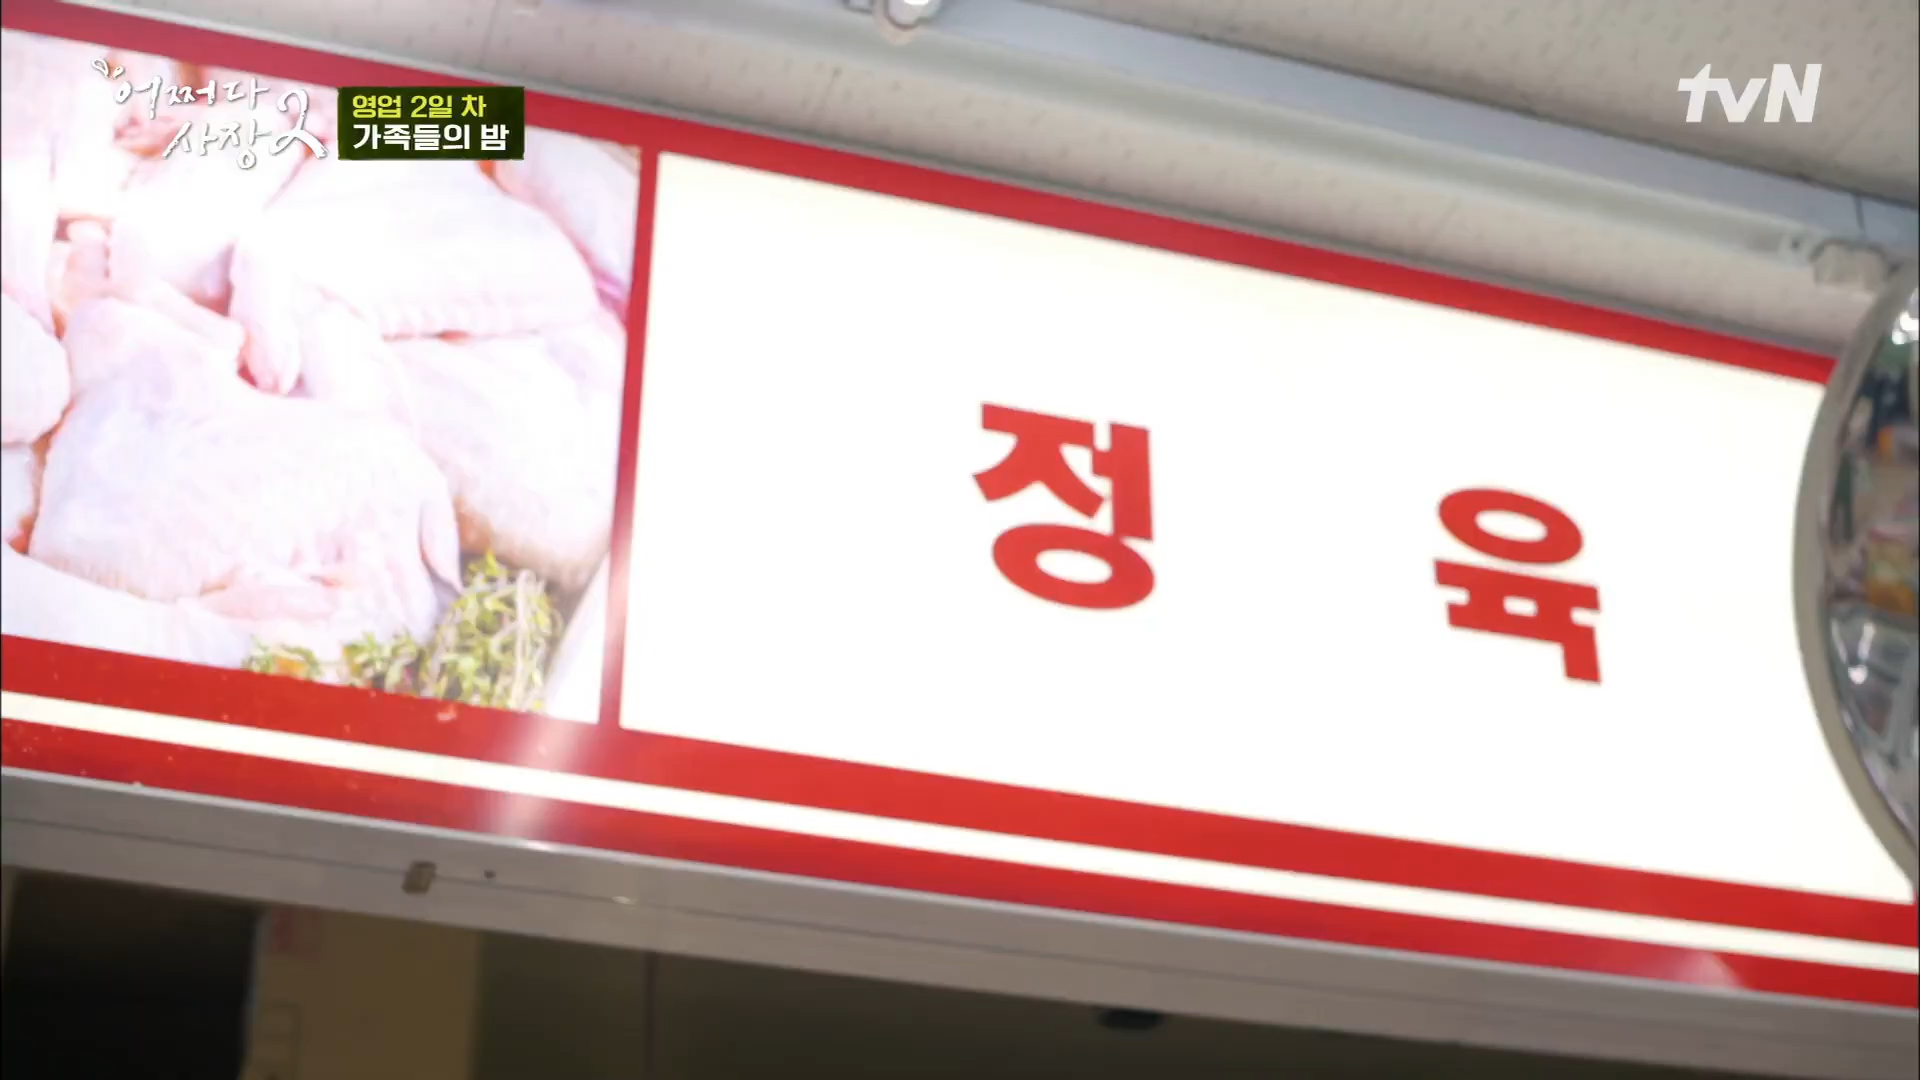 어쩌다
사장2
영업 2일 차
가족들의 밤
tvN
정 육